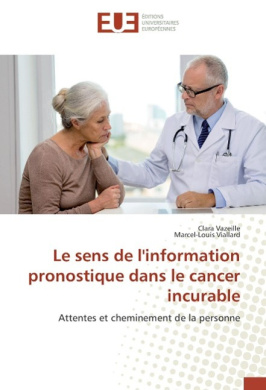 EUE
ÉDITIONS
UNIVERSITAIRES
EUROPÉENNES
Clara Vazeille
Marcel-Louis Viallard
Le sens de l'information
pronostique dans le cancer
incurable
Attentes et cheminement de la personne